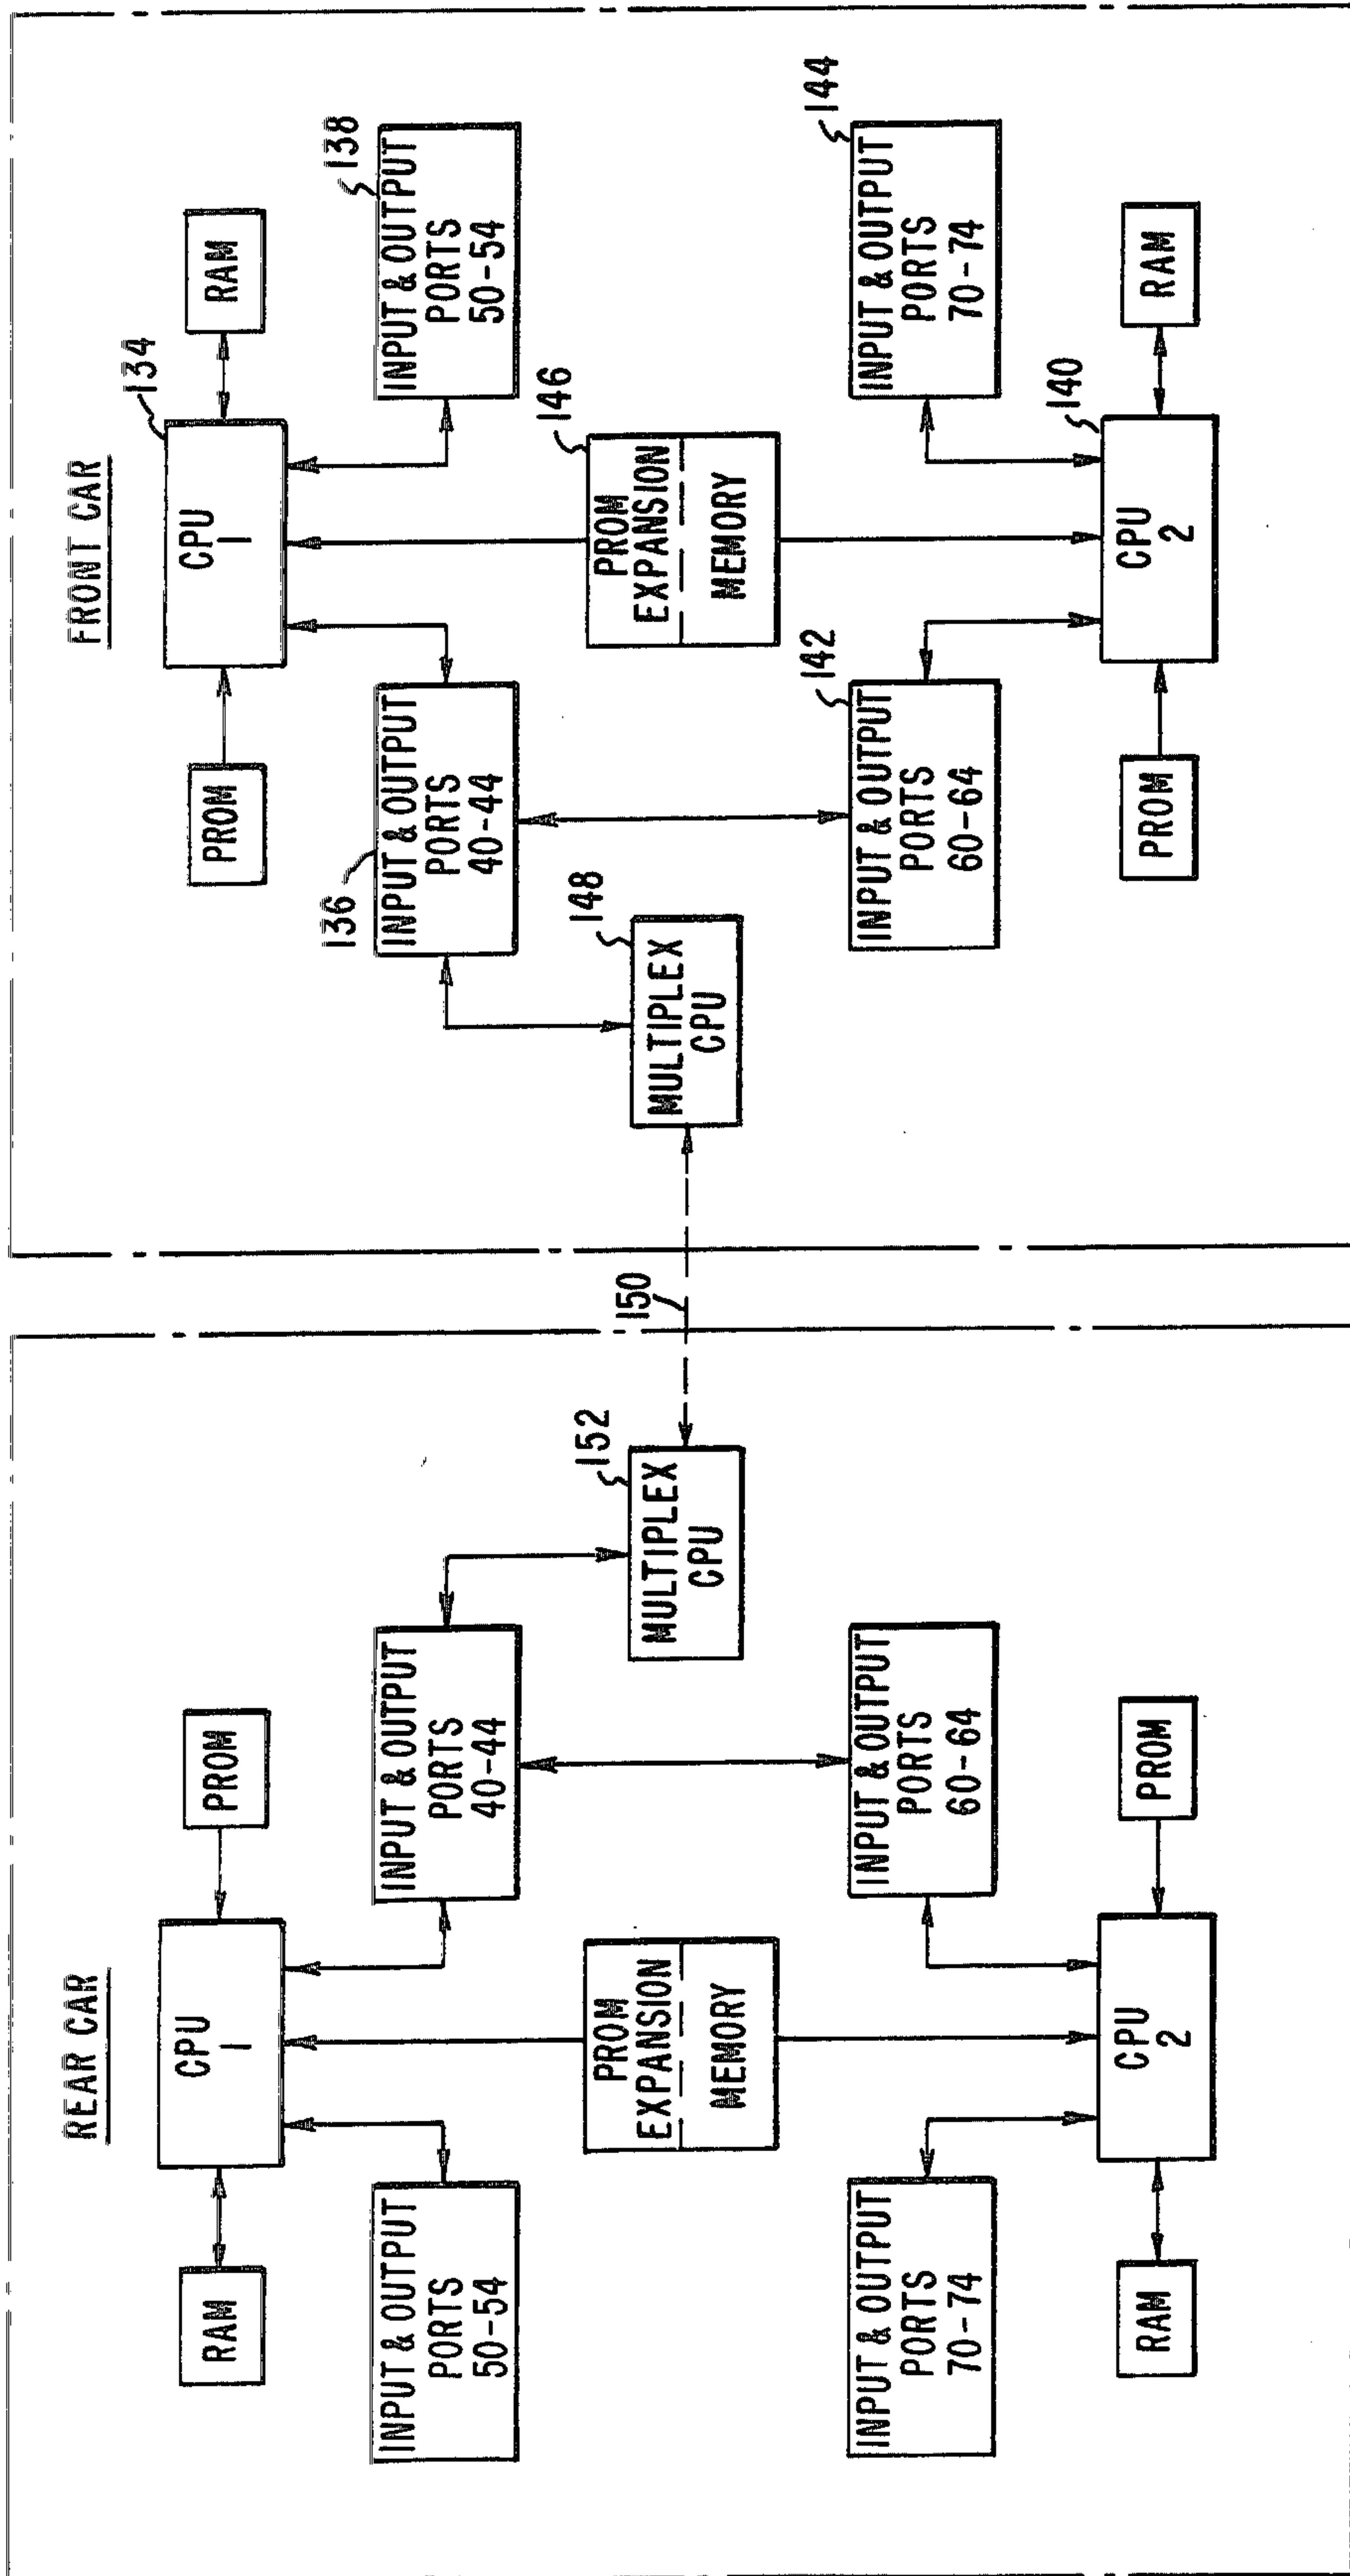 REAR CAR
RAM
CPU
1
PROM
INPUT & OUTPUT
PORTS
50-54
INPUT & OUTPUT
PORTS
40-44
PROM
EXPANSION
MEMORY
152
MULTIPLEX
CPU
INPUT & OUTPUT
PORTS
70-74
INPUT & OUTPUT
PORTS
60-64
RAM
CPU
2
PROM
150
FRONT CAR
134
PROM
CPU
1
RAM
136
INPUT & OUTPUT
PORTS
40-44
138
INPUT & OUTPUT
PORTS
50-54
148
MULTIPLEX
CPU
146
PROM
EXPANSION
MEMORY
142
INPUT & OUTPUT
PORTS
60-64
144
INPUT & OUTPUT
PORTS
70-74
140
PROM
CPU
2
RAM